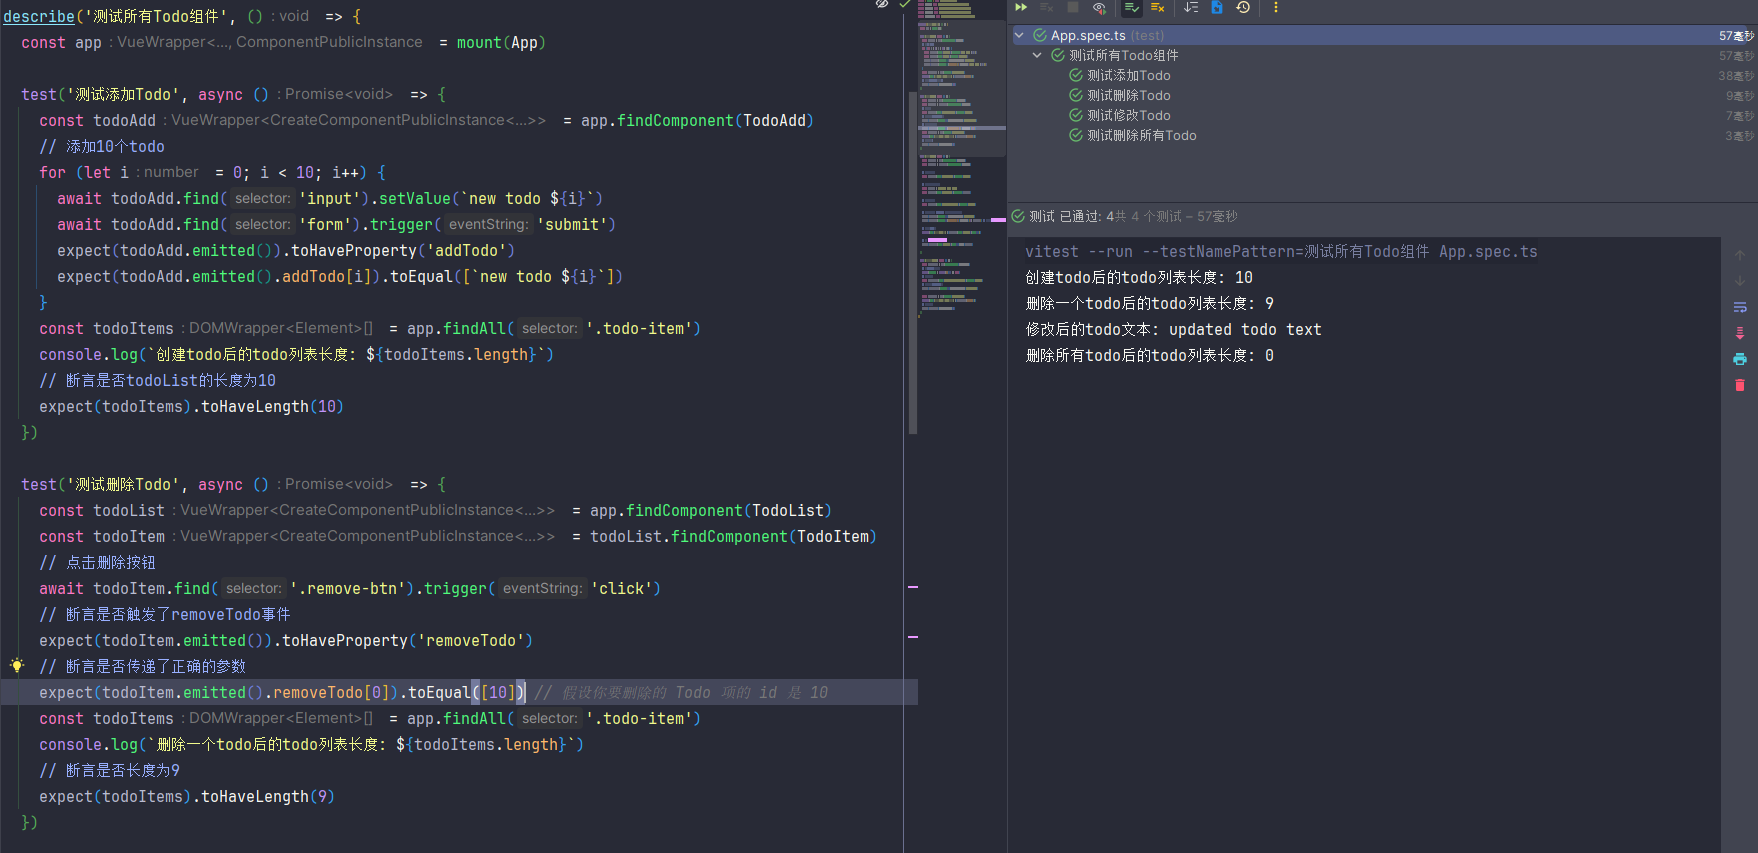 describe('测试所有Todo组件', () : void => {
const app : VueWrapper<..., ComponentPublicInstance = mount(App)
test('测试添加Todo', async () : Promise<void> => {
const todoAdd : VueWrapper<CreateComponentPublicInstance<...>> = app.findComponent(TodoAdd)
// 添加10个todo
for (let i : number = 0; i < 10; i++) {
await todoAdd.find( selector: 'input').setValue(`new todo ${i}`)
await todoAdd.find( selector: 'form').trigger( eventString: 'submit')
expect(todoAdd.emitted()).toHaveProperty('addTodo')
expect(todoAdd.emitted().addTodo[i]).toEqual([`new todo ${i}`])
}
const todoItems : DOMWrapper<Element>[] = app.findAll( selector: '.todo-item')
console.log(`创建todo后的todo列表长度: ${todoItems.length}`)
// 断言是否todoList的长度为10
expect(todoItems).toHaveLength(10)
})
test('测试删除Todo', async () : Promise<void> => {
const todoList : VueWrapper<CreateComponentPublicInstance<...>> = app.findComponent(TodoList)
const todoItem : VueWrapper<CreateComponentPublicInstance<...>> = todoList.findComponent(TodoItem)
// 点击删除按钮
await todoItem.find( selector: '.remove-btn').trigger( eventString: 'click')
// 断言是否触发了removeTodo事件
expect(todoItem.emitted()).toHaveProperty('removeTodo')
// 断言是否传递了正确的参数
expect(todoItem.emitted().removeTodo[0]).toEqual([10]) // 假设你要删除的 Todo 项的 id 是 10
const todoItems : DOMWrapper<Element>[] = app.findAll( selector: '.todo-item')
console.log(`删除一个todo后的todo列表长度: ${todoItems.length}`)
// 断言是否长度为9
expect(todoItems).toHaveLength(9)
})
App.spec.ts (test) 57毫秒
测试所有Todo组件 57毫秒
测试添加Todo 38毫秒
测试删除Todo 9毫秒
测试修改Todo 7毫秒
测试删除所有Todo 3毫秒
测试 已通过: 4共 4 个测试 – 57毫秒
vitest --run --testNamePattern=测试所有Todo组件 App.spec.ts
创建todo后的todo列表长度: 10
删除一个todo后的todo列表长度: 9
修改后的todo文本: updated todo text
删除所有todo后的todo列表长度: 0